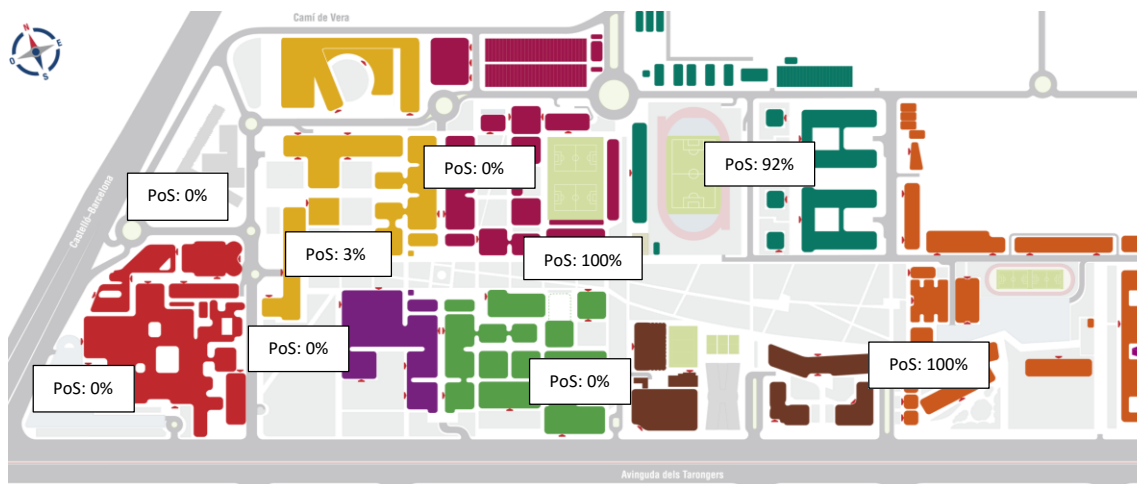 Camí de Vera
N
E
O
S
PoS: 0%
PoS: 92%
PoS: 0%
Castelló-Barcelona
PoS: 3%
PoS: 100%
PoS: 0%
PoS: 100%
PoS: 0%
PoS: 0%
Avinguda dels Tarongers